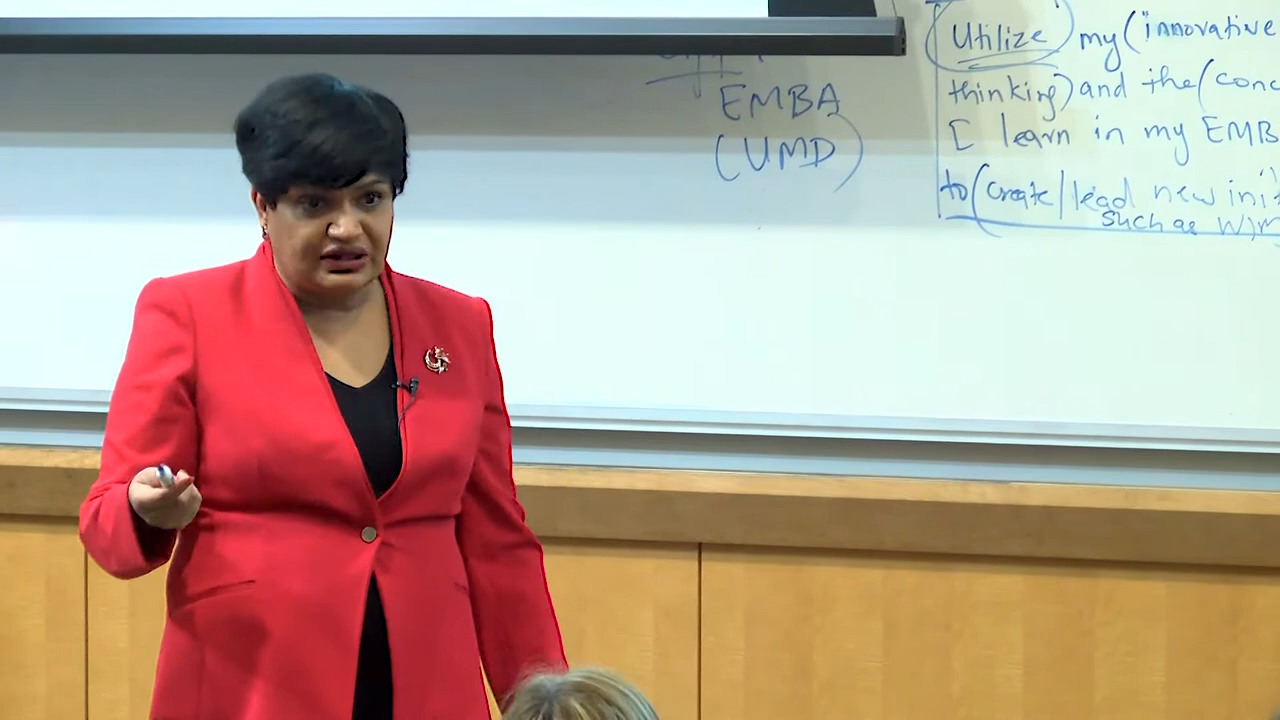 EMBA
(UMD)
Utilize my (innovative
thinking) and the (conc
I learn in my EMB
to (create/lead new init
such as W)m